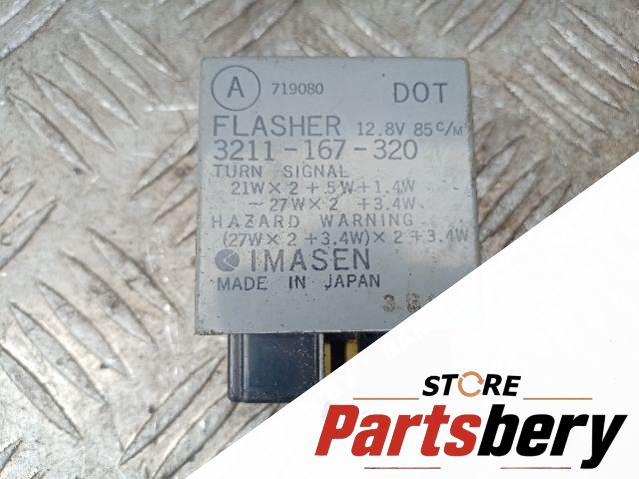 A 719080 DOT
FLASHER 12.8V 85C/M
3211-167-320
TURN SIGNAL
21W×2+5W+1.4W
~27W×2 +3.4W
HAZARD WARNING
(27W×2+3.4W)×2+3.4W
IMASEN
MADE IN JAPAN
STORE
Partsbery